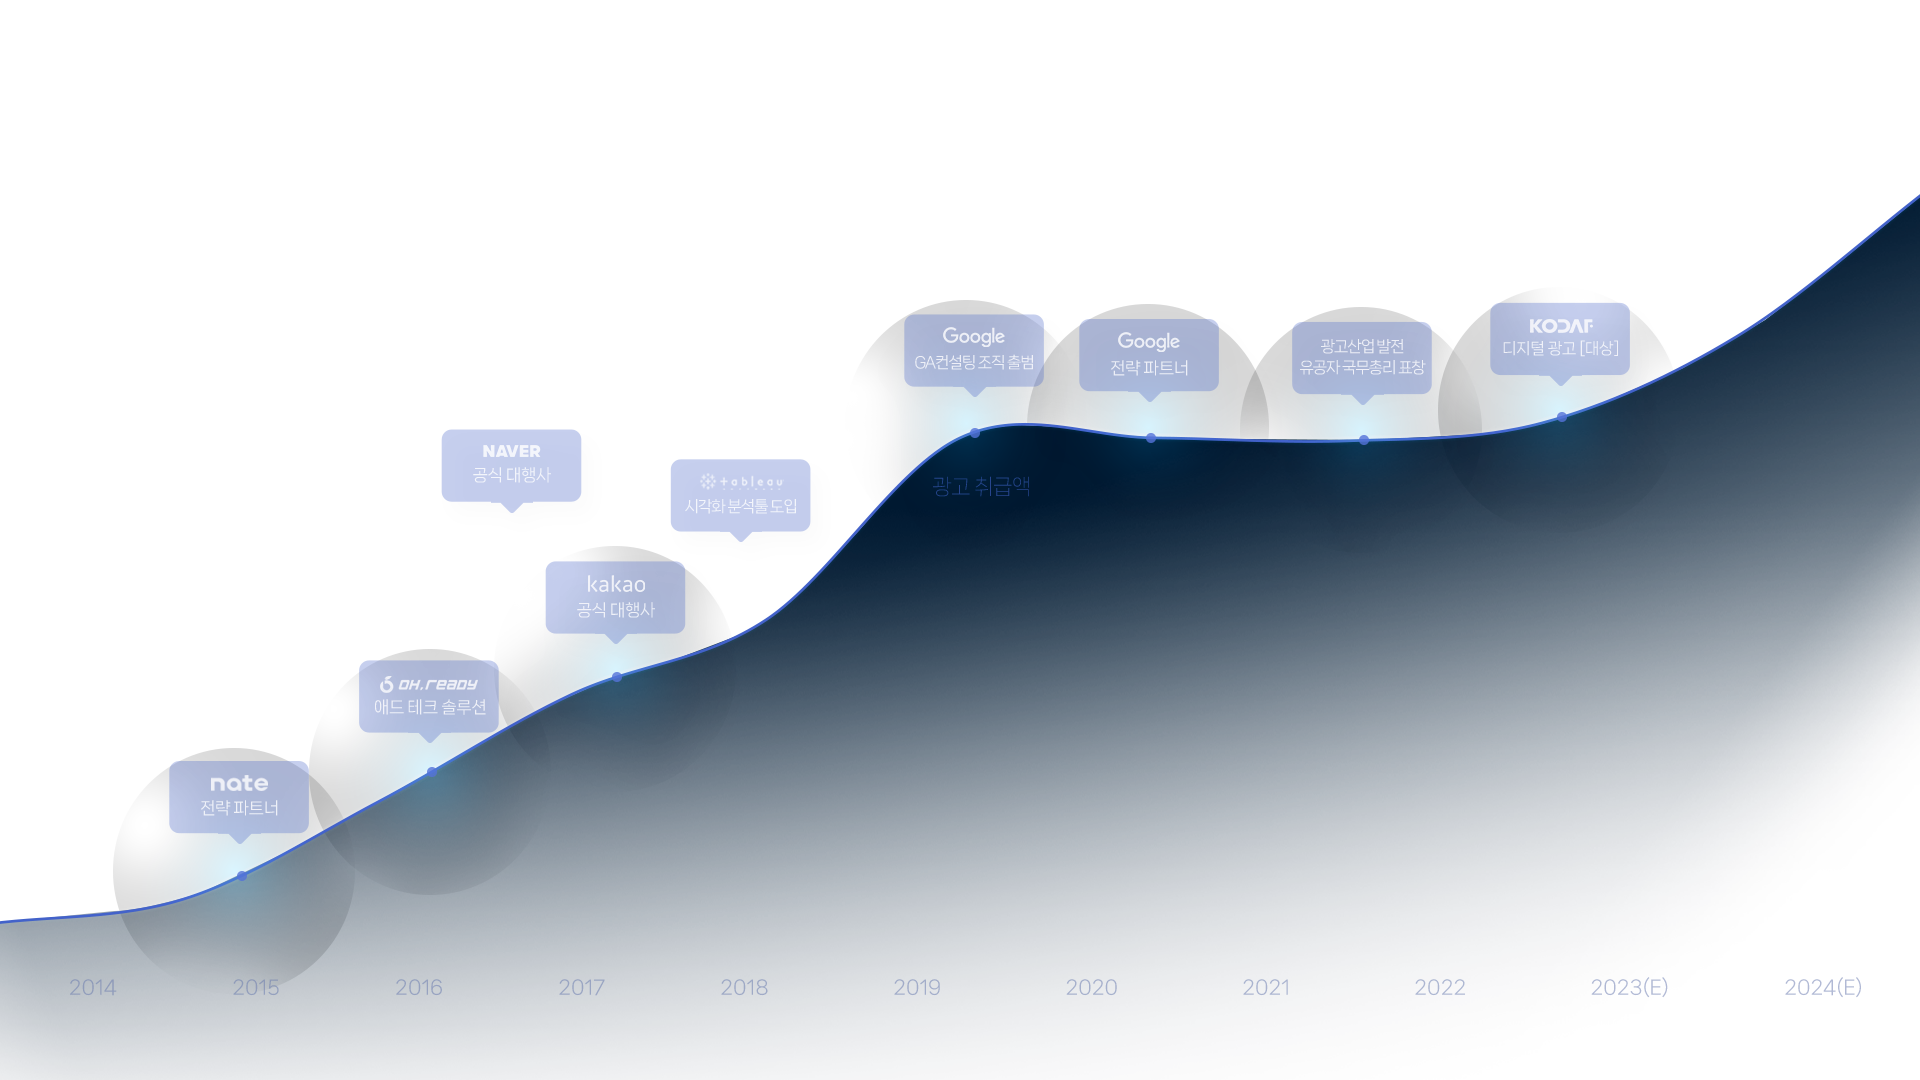 Google
GA컨설팅 조직 출범
Google
전략 파트너
광고산업 발전
유공자 국무총리 표창
KODAF
디지털 광고 [대상]
NAVER
공식 대행사
+ableau
시각화 분석툴 도입
광고 취급액
kakao
공식 대행사
OH.READY
애드 테크 솔루션
nate
전략 파트너
2014
2015
2016
2017
2018
2019
2020
2021
2022
2023(E)
2024(E)